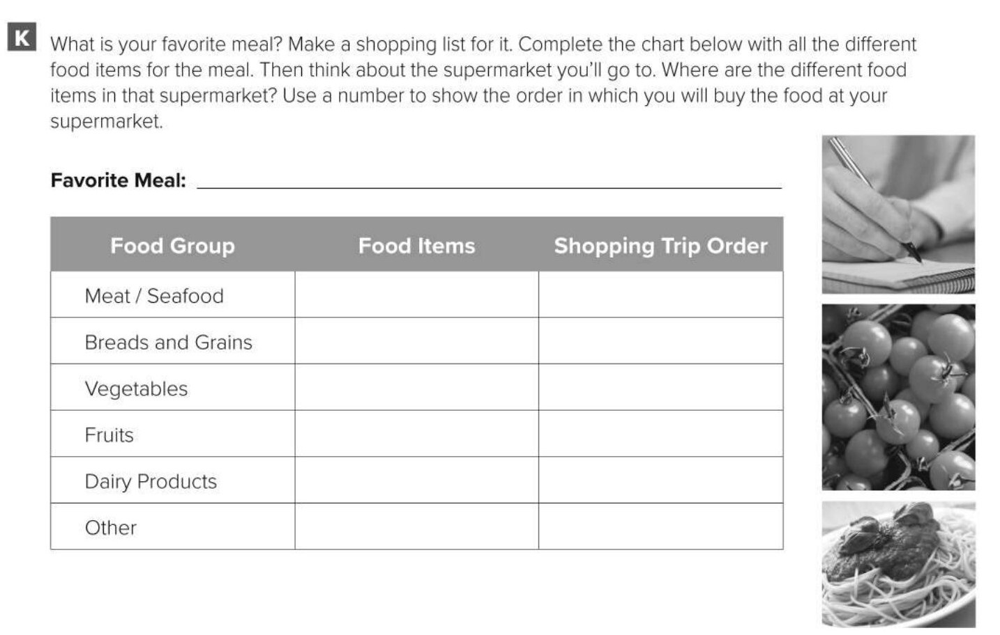 K
What is your favorite meal? Make a shopping list for it. Complete the chart below with all the different
food items for the meal. Then think about the supermarket you’ll go to. Where are the different food
items in that supermarket? Use a number to show the order in which you will buy the food at your
supermarket.
Favorite Meal:
Food Group Food Items Shopping Trip Order
Meat / Seafood
Breads and Grains
Vegetables
Fruits
Dairy Products
Other